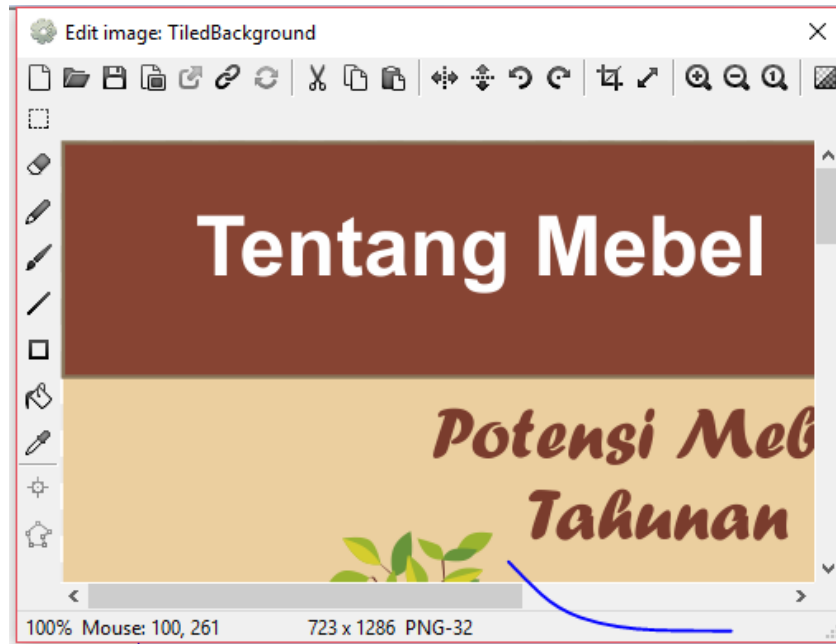 Edit image: TiledBackground
Tentang Mebel
Potensi Meb
Tahunan
100% Mouse: 100, 261 723 x 1286 PNG-32